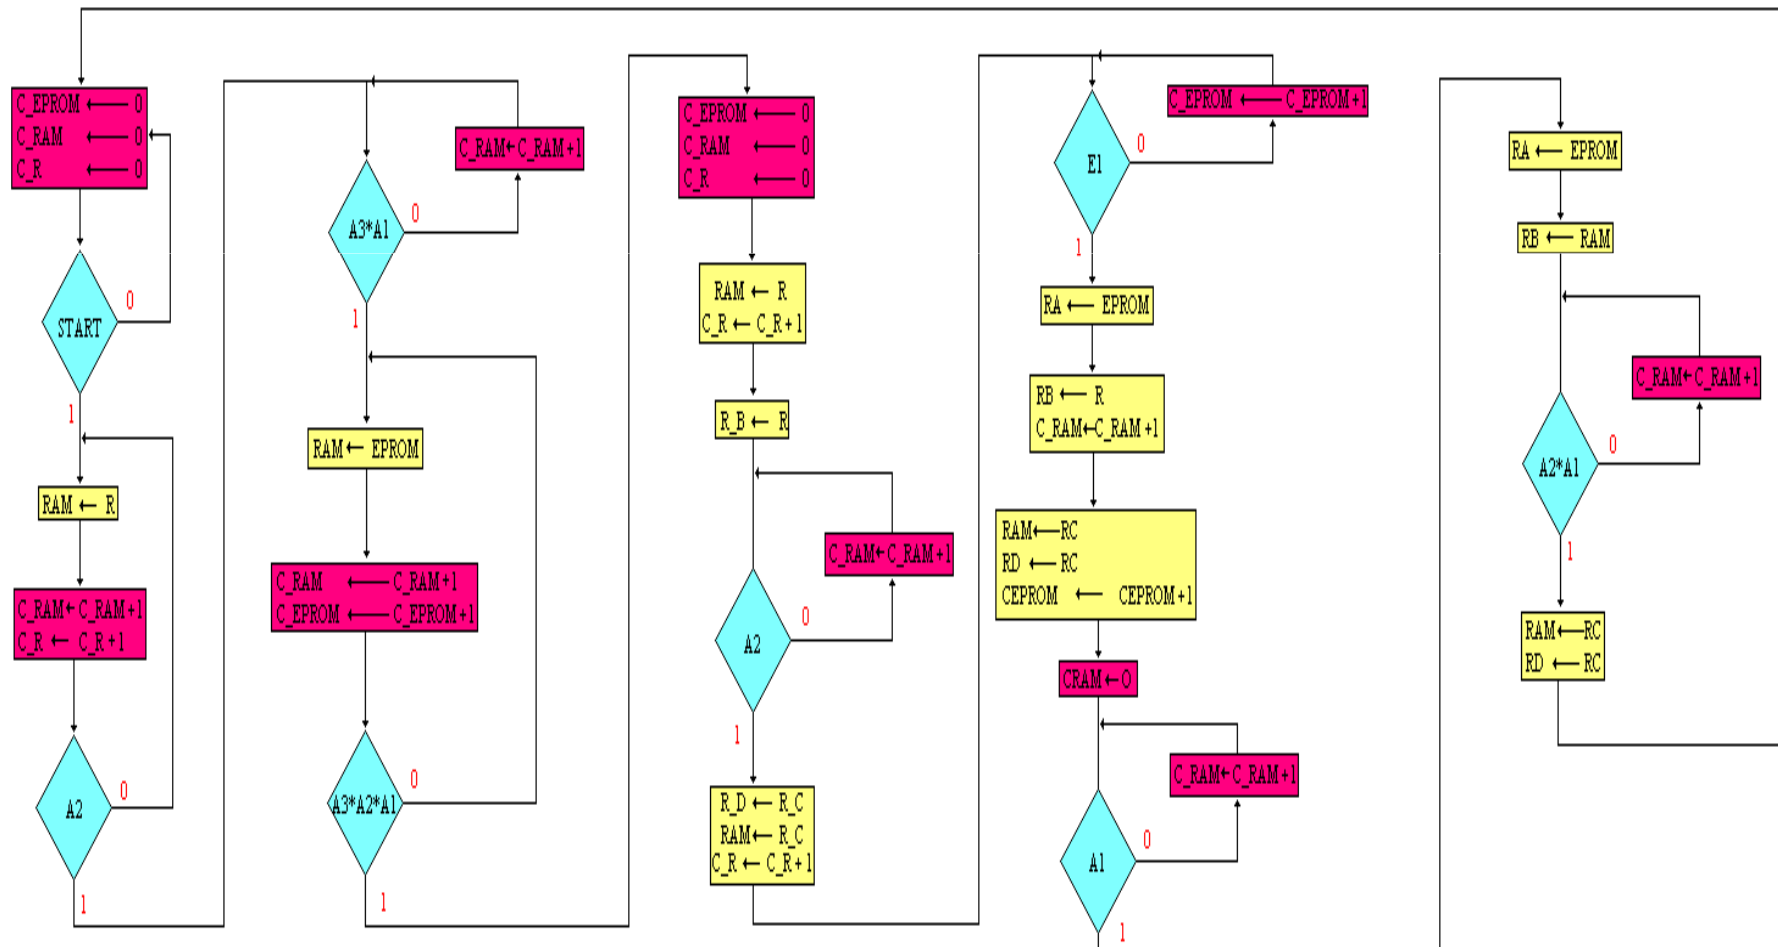 C_EPROM ← 0
C_RAM ← 0
C_R ← 0
START
0
1
RAM ← R
C_RAM ← C_RAM+1
C_R ← C_R+1
A2
0
1
C_RAM ← C_RAM+1
A3*A1
0
1
RAM ← EPROM
C_RAM ← C_RAM+1
C_EPROM ← C_EPROM+1
A3*A2*A1
0
1
C_EPROM ← 0
C_RAM ← 0
C_R ← 0
RAM ← R
C_R ← C_R+1
R_B ← R
C_RAM ← C_RAM+1
A2
0
1
R_D ← R_C
RAM ← R_C
C_R ← C_R+1
C_EPROM ← C_EPROM+1
E1
0
1
RA ← EPROM
RB ← R
C_RAM ← C_RAM+1
RAM ← RC
RD ← RC
CEPROM ← CEPROM+1
CRAM ← 0
C_RAM ← C_RAM+1
A1
0
1
RA ← EPROM
RB ← RAM
C_RAM ← C_RAM+1
A2*A1
0
1
RAM ← RC
RD ← RC